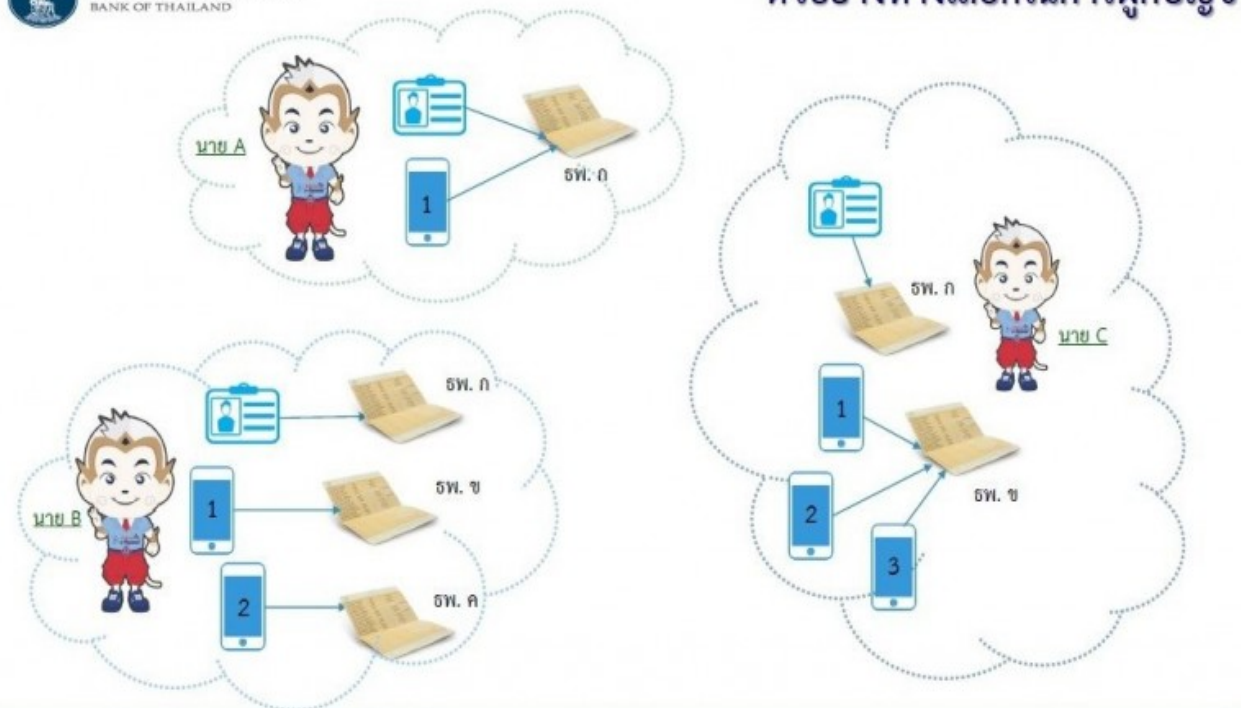 BANK OF THAILAND
นาย A
1
ธพ. ก
นาย B
ธพ. ก
1
ธพ. ข
2
ธพ. ค
ธพ. ก
นาย C
1
2
3
ธพ. ข